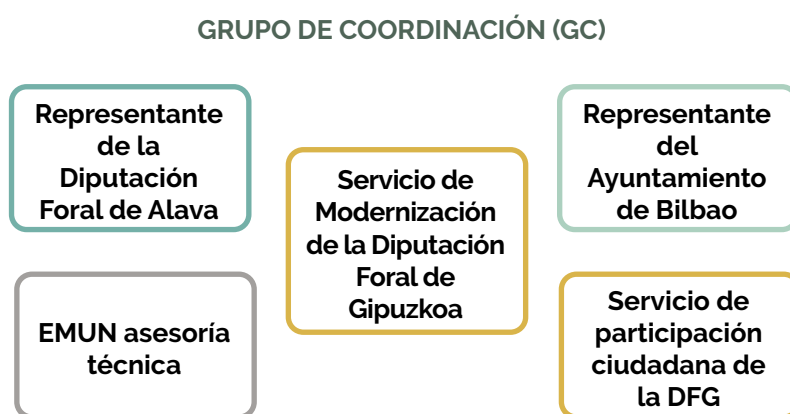 GRUPO DE COORDINACIÓN (GC)
Representante
de la
Diputación
Foral de Alava
Servicio de
Modernización
de la Diputación
Foral de
Gipuzkoa
Representante
del
Ayuntamiento
de Bilbao
EMUN asesoría
técnica
Servicio de
participación
ciudadana de
la DFG